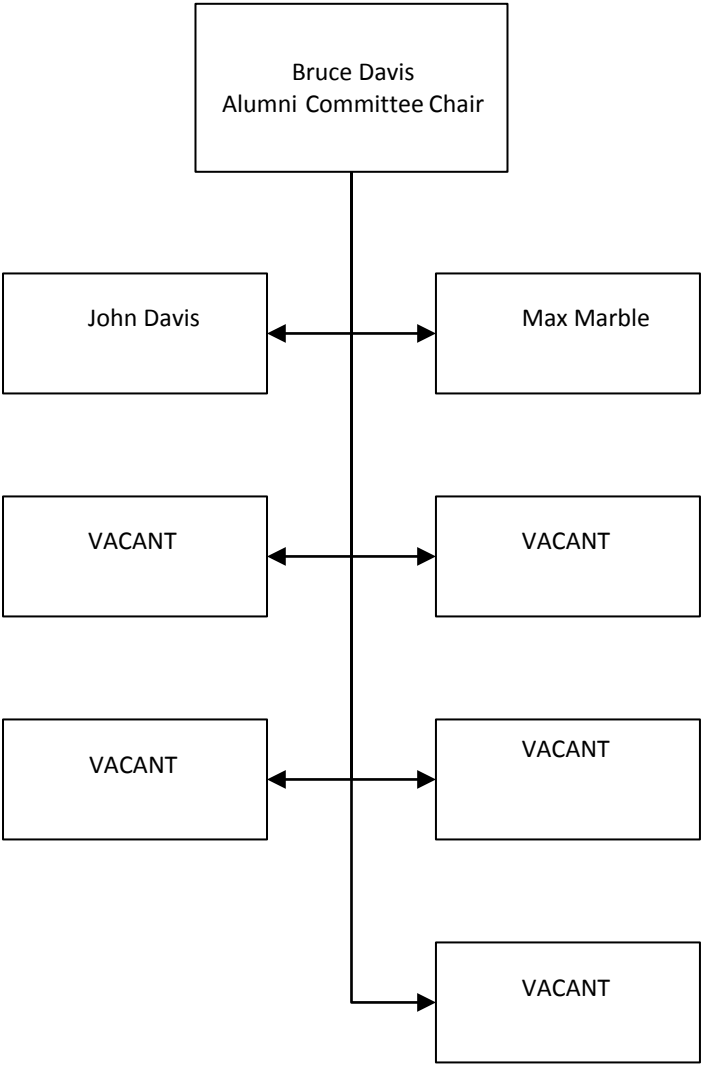 Bruce Davis
Alumni Committee Chair
John Davis
Max Marble
VACANT
VACANT
VACANT
VACANT
VACANT